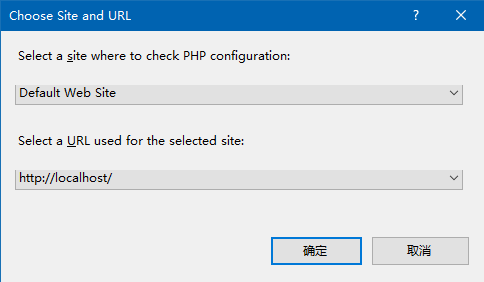 Choose Site and URL
Select a site where to check PHP configuration:
Default Web Site
Select a URL used for the selected site:
http://localhost/
确定 取消